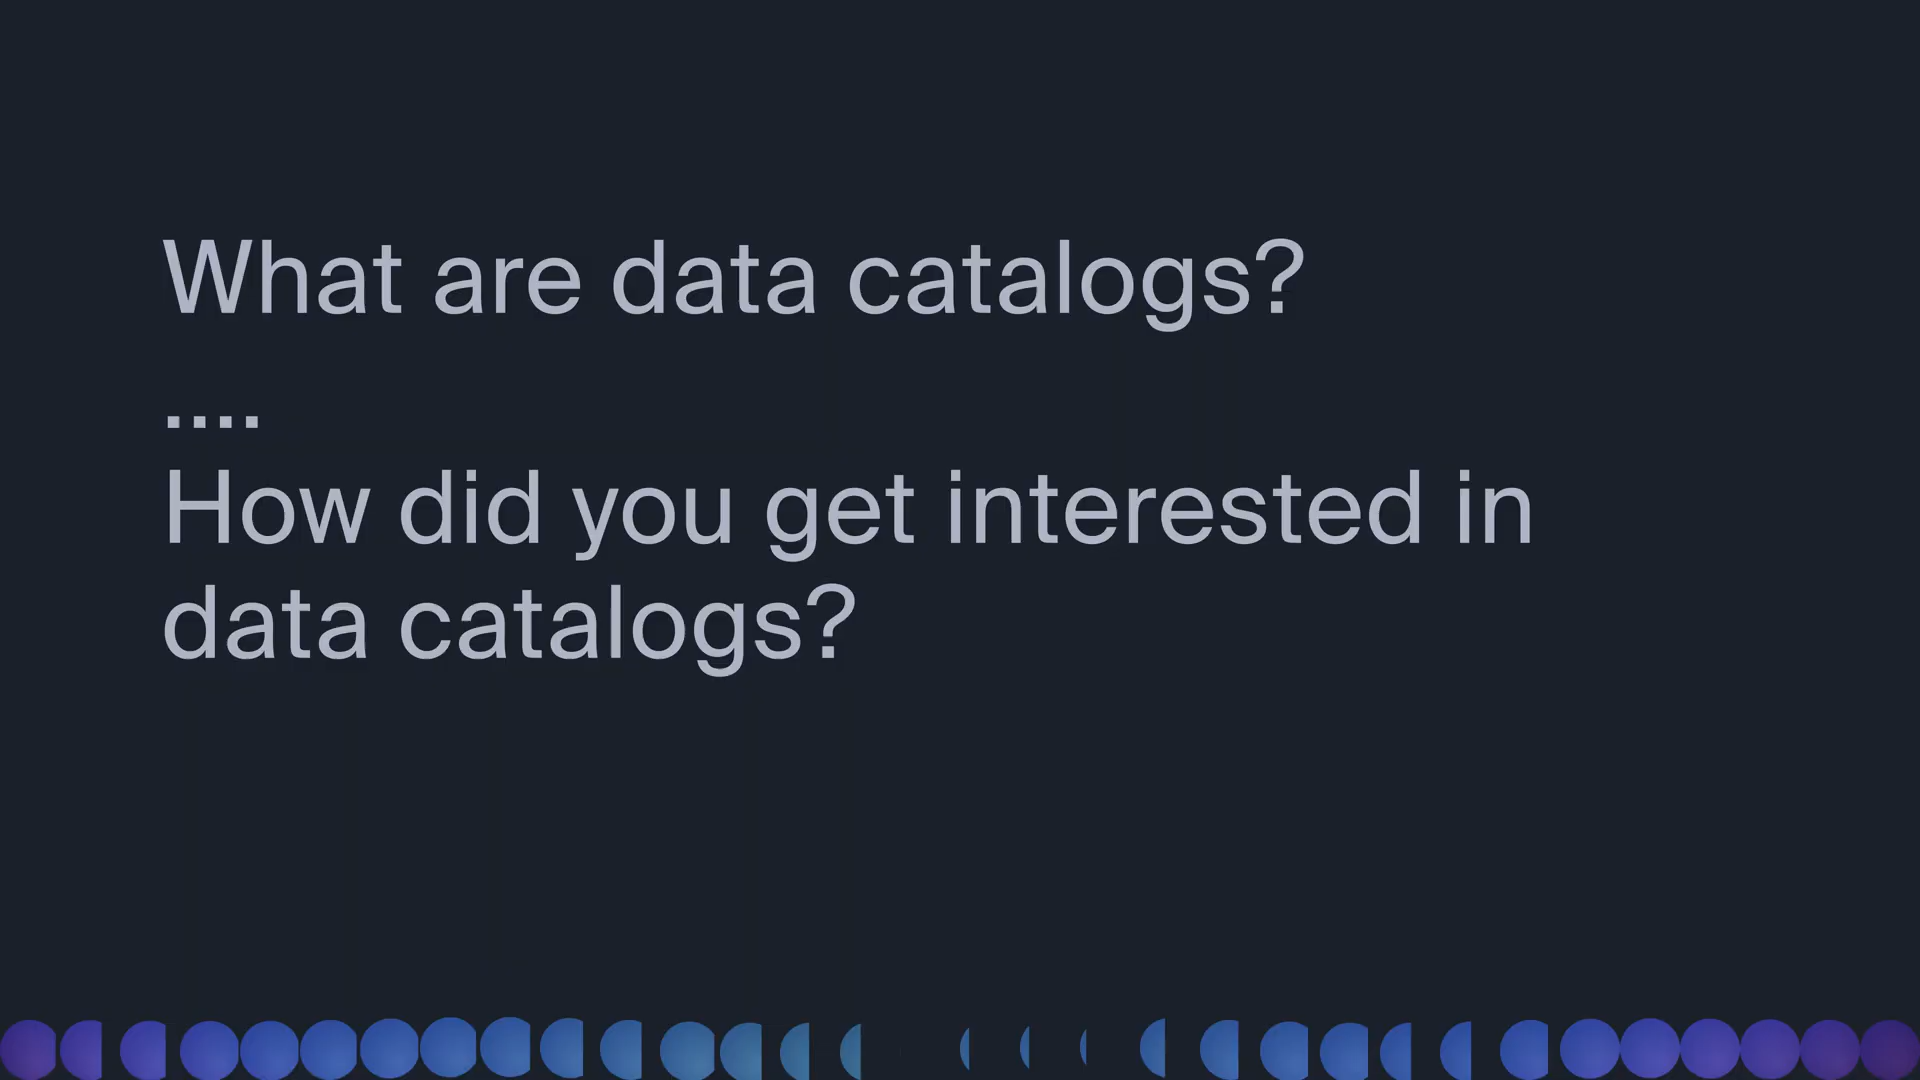 What are data catalogs?
....
How did you get interested in
data catalogs?